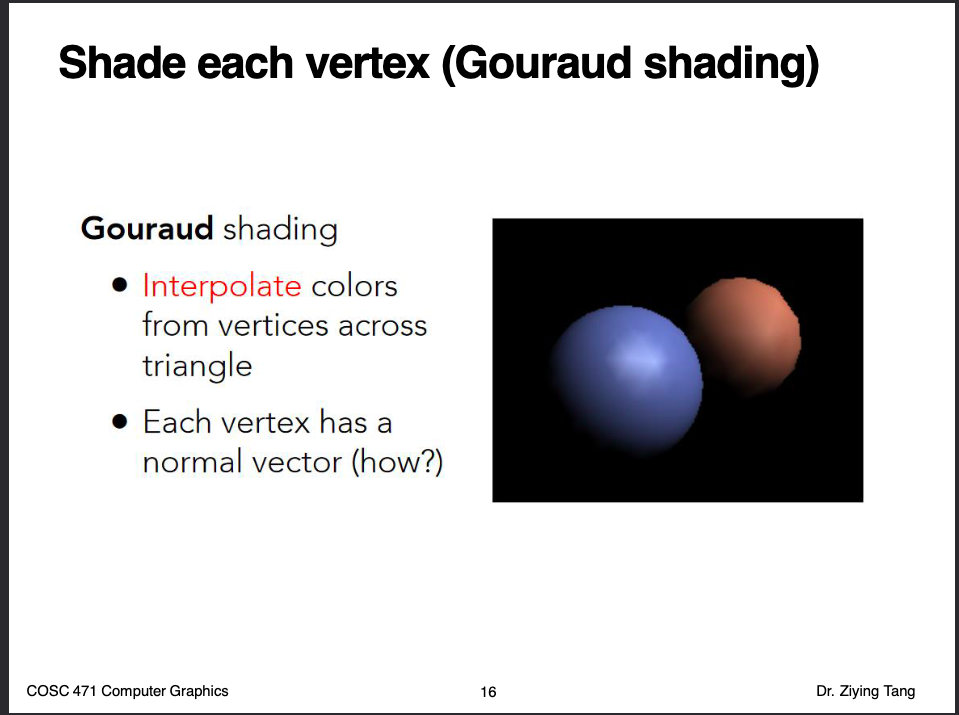 Shade each vertex (Gouraud shading)
Gouraud shading
● Interpolate colors
from vertices across
triangle
● Each vertex has a
normal vector (how?)
COSC 471 Computer Graphics
16
Dr. Ziying Tang